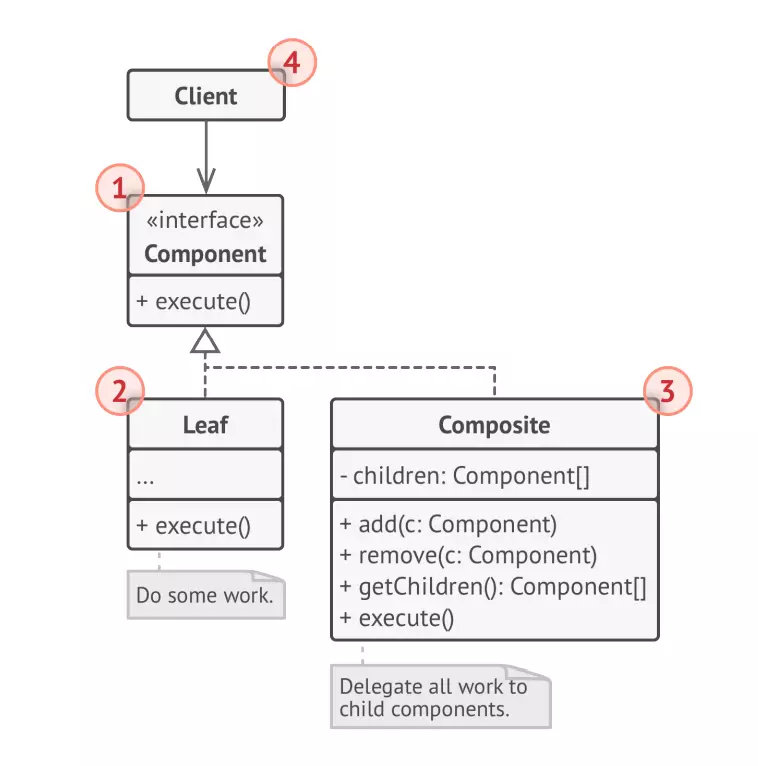 4
Client
1
«interface»
Component
+ execute()
2
Leaf
...
+ execute()
Do some work.
3
Composite
- children: Component[]
+ add(c: Component)
+ remove(c: Component)
+ getChildren(): Component[]
+ execute()
Delegate all work to
child components.